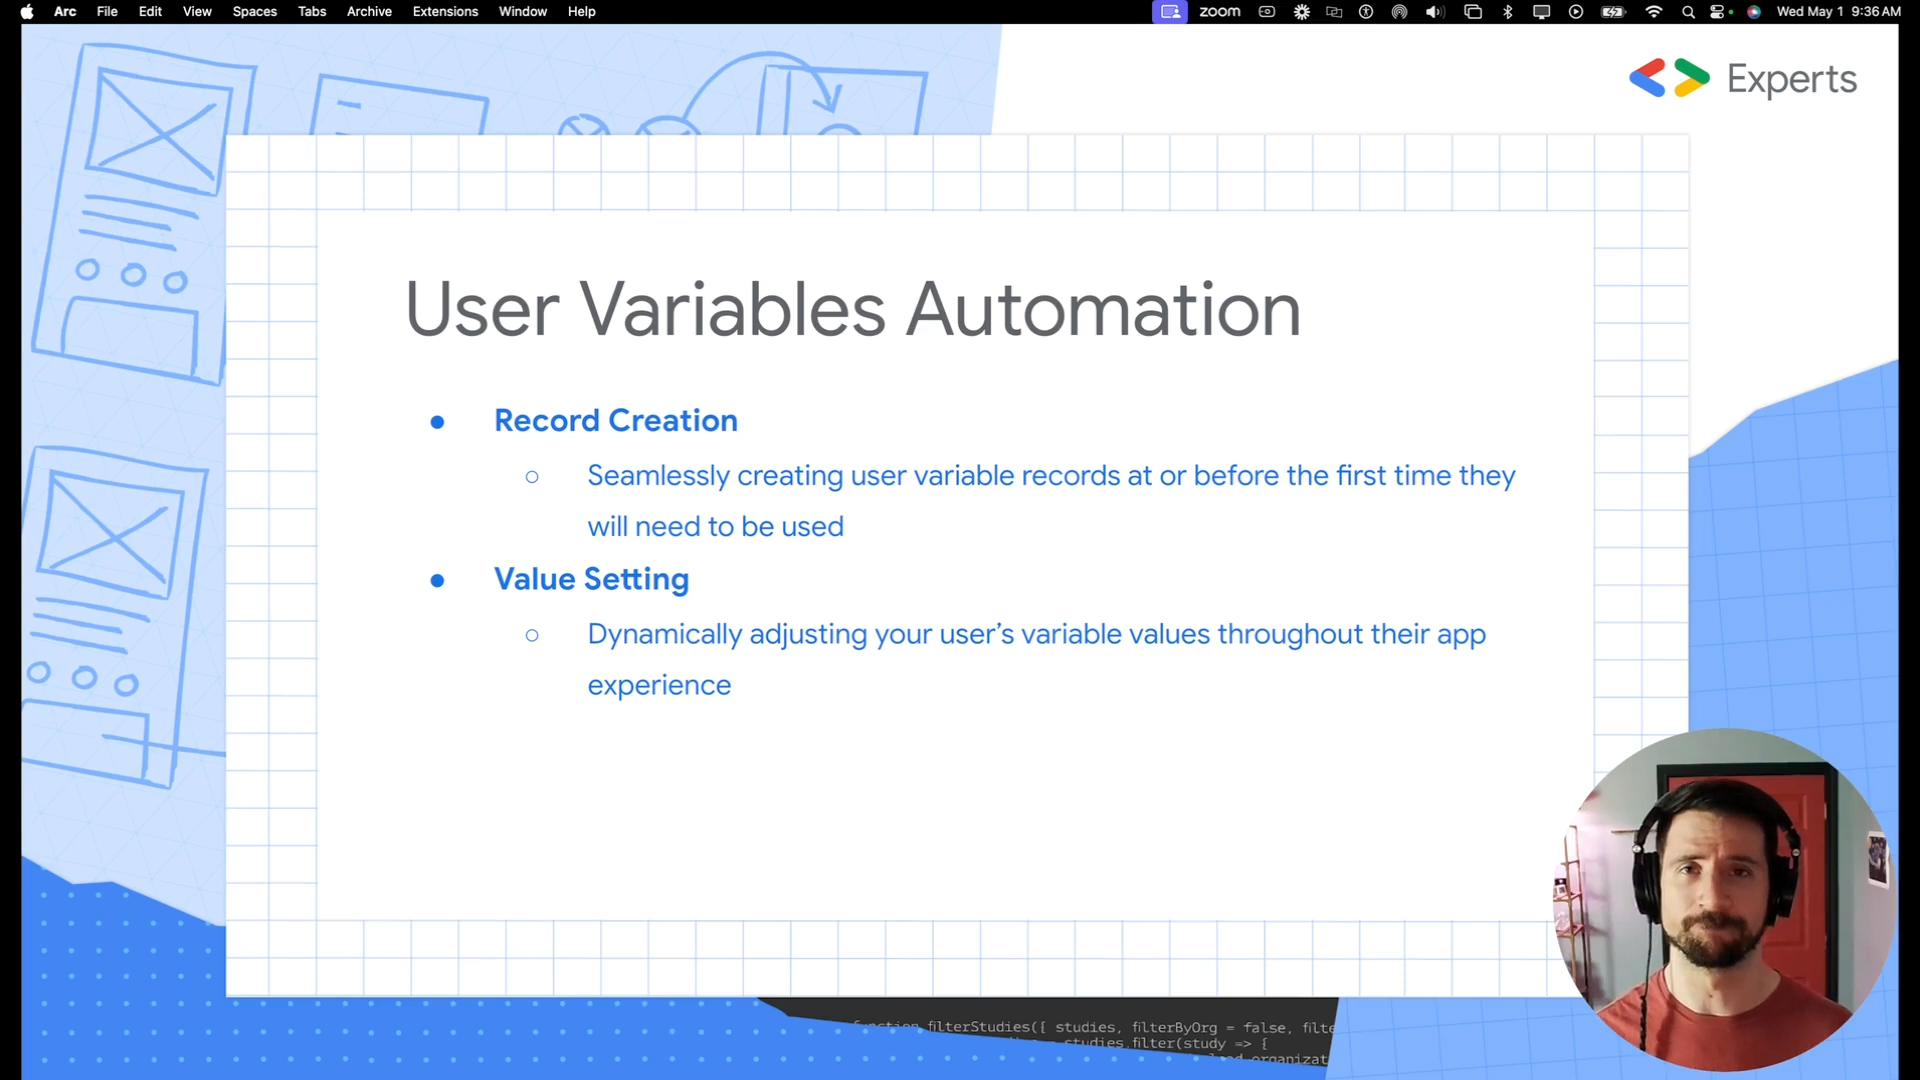 Arc File Edit View Spaces Tabs Archive Extensions Window Help zoom Wed May 1 9:36 AM
Experts
User Variables Automation
● Record Creation
○ Seamlessly creating user variable records at or before the first time they
will need to be used
● Value Setting
○ Dynamically adjusting your user’s variable values throughout their app
experience
function filterStudies([ studies, filterByOrg = false, filte
studies.filter(study => {
organizat